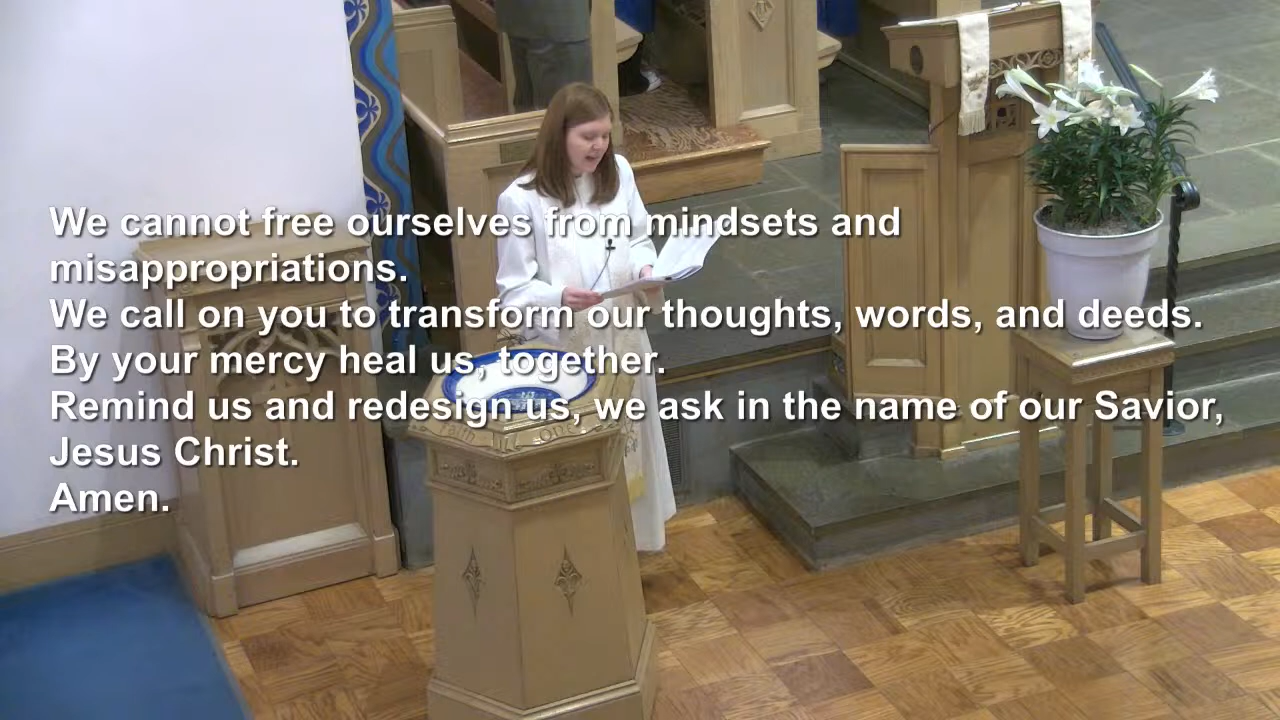 We cannot free ourselves from mindsets and
misappropriations.
We call on you to transform our thoughts, words, and deeds.
By your mercy heal us, together.
Remind us and redesign us, we ask in the name of our Savior,
Jesus Christ.
Amen.